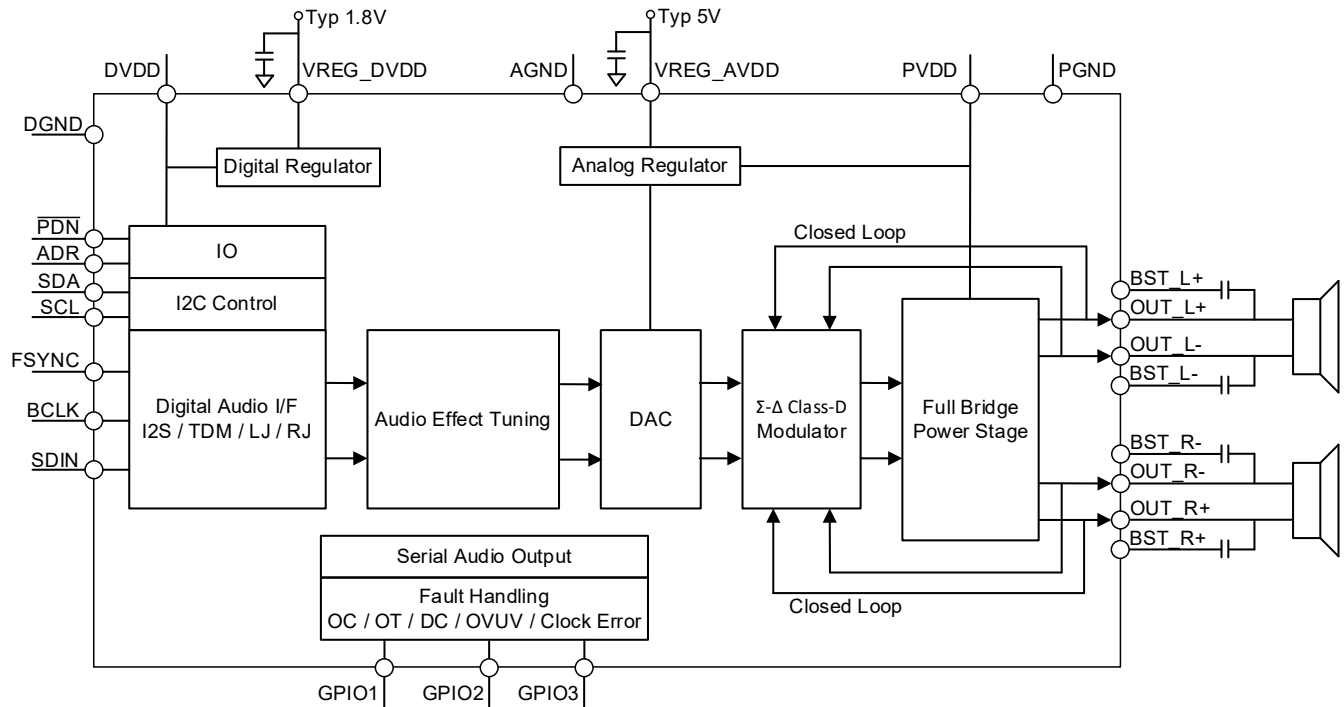 Typ 1.8V
Typ 5V
DVDD
VREG_DVDD
AGND
VREG_AVDD
PVDD
PGND
DGND
Digital Regulator
Analog Regulator
PDN
ADR
SDA
SCL
FSYNC
BCLK
SDIN
IO
I2C Control
Digital Audio I/F
I2S / TDM / LJ / RJ
Audio Effect Tuning
DAC
Closed Loop
Σ-Δ Class-D
Modulator
Full Bridge
Power Stage
Closed Loop
BST_L+
OUT_L+
OUT_L-
BST_L-
BST_R-
OUT_R-
OUT_R+
BST_R+
Serial Audio Output
Fault Handling
OC / OT / DC / OVUV / Clock Error
GPIO1
GPIO2
GPIO3